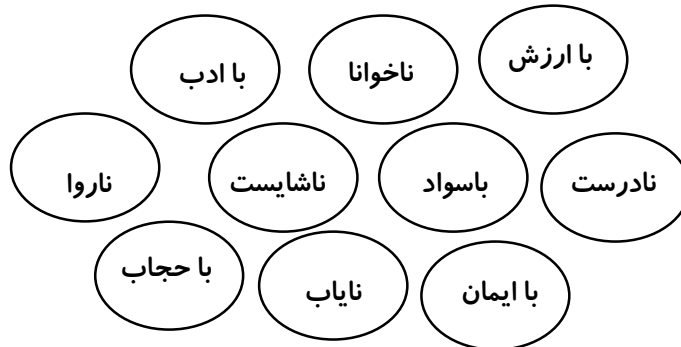 با ارزش
ناخوانا
با ادب
نادرست
باسواد
ناشایست
ناروا
با ایمان
نایاب
با حجاب